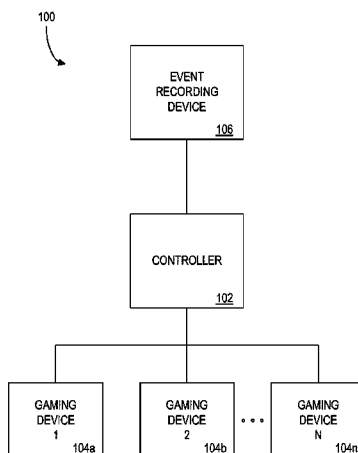 100
EVENT
RECORDING
DEVICE
106
CONTROLLER
102
GAMING
DEVICE
1
104a
GAMING
DEVICE
2
104b
GAMING
DEVICE
N
104n